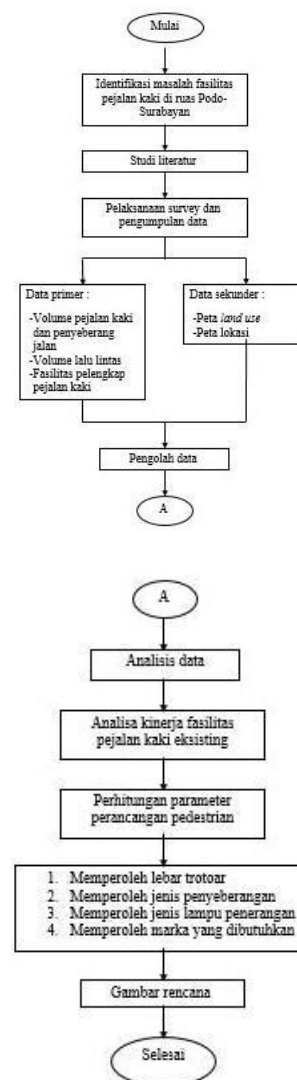 Mulai
Identifikasi masalah fasilitas
pejalan kaki di ruas Podo-
Surabayan
Studi literatur
Pelaksanaan survey dan
pengumpulan data
Data primer :
-Volume pejalan kaki
dan penyeberang
jalan
-Volume lalu lintas
-Fasilitas pelengkap
pejalan kaki
Data sekunder :
-Peta land use
-Peta lokasi
Pengolah data
A
A
Analisis data
Analisa kinerja fasilitas
pejalan kaki eksisting
Perhitungan parameter
perancangan pedestrian
1. Memperoleh lebar trotoar
2. Memperoleh jenis penyeberangan
3. Memperoleh jenis lampu penerangan
4. Memperoleh marka yang dibutuhkan
Gambar rencana
Selesai